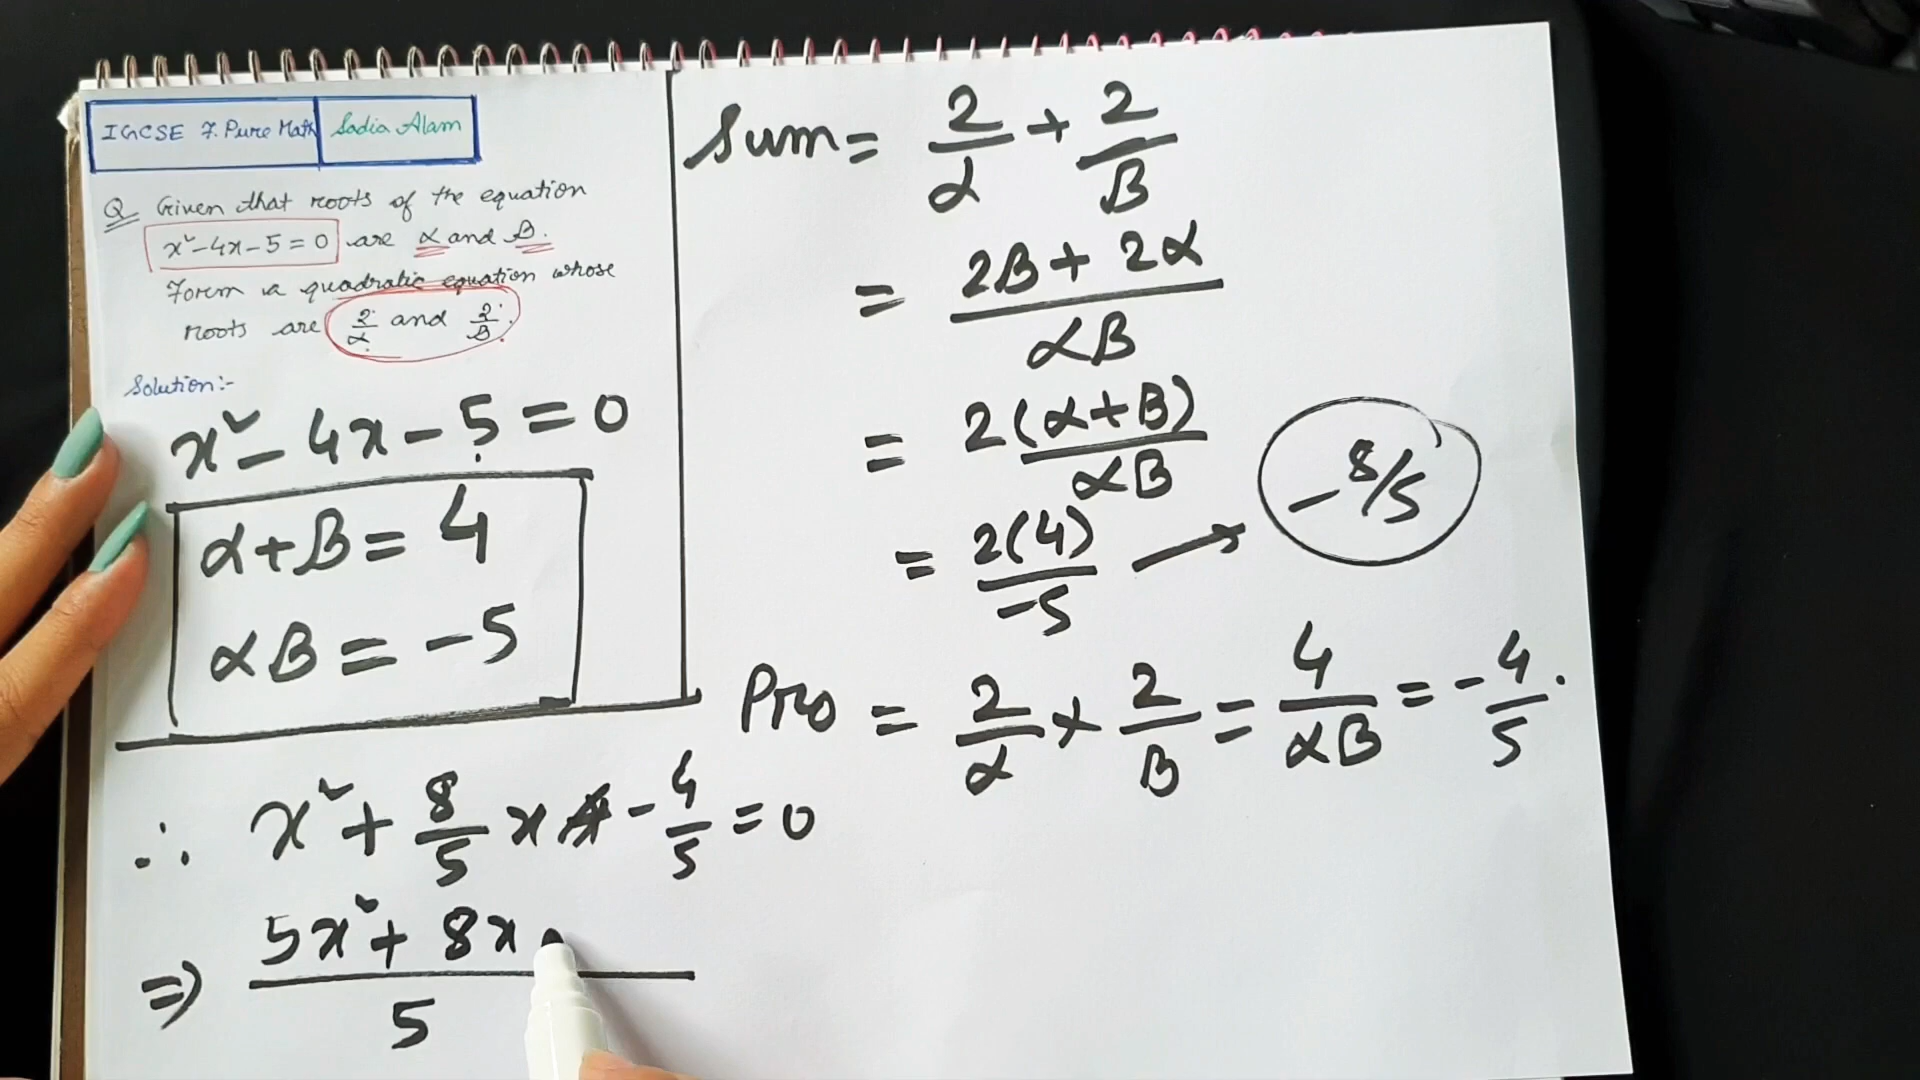 IGCSE F. Pure Math Sadia Alam
Q Given that roots of the equation
x²-4x-5=0 are α and β.
Form a quadratic equation whose
roots are 2/α and 2/β.
Solution:-
x²-4x-5=0
α+β=4
αβ=-5
∴ x²+8/5x-4/5=0
⇒ 5x²+8x
5
Sum= 2/α+2/β
= 2β+2α/αβ
= 2(α+β)/αβ
= 2(4)/-5 → -8/5
Pro = 2/α×2/β=4/αβ=-4/5.